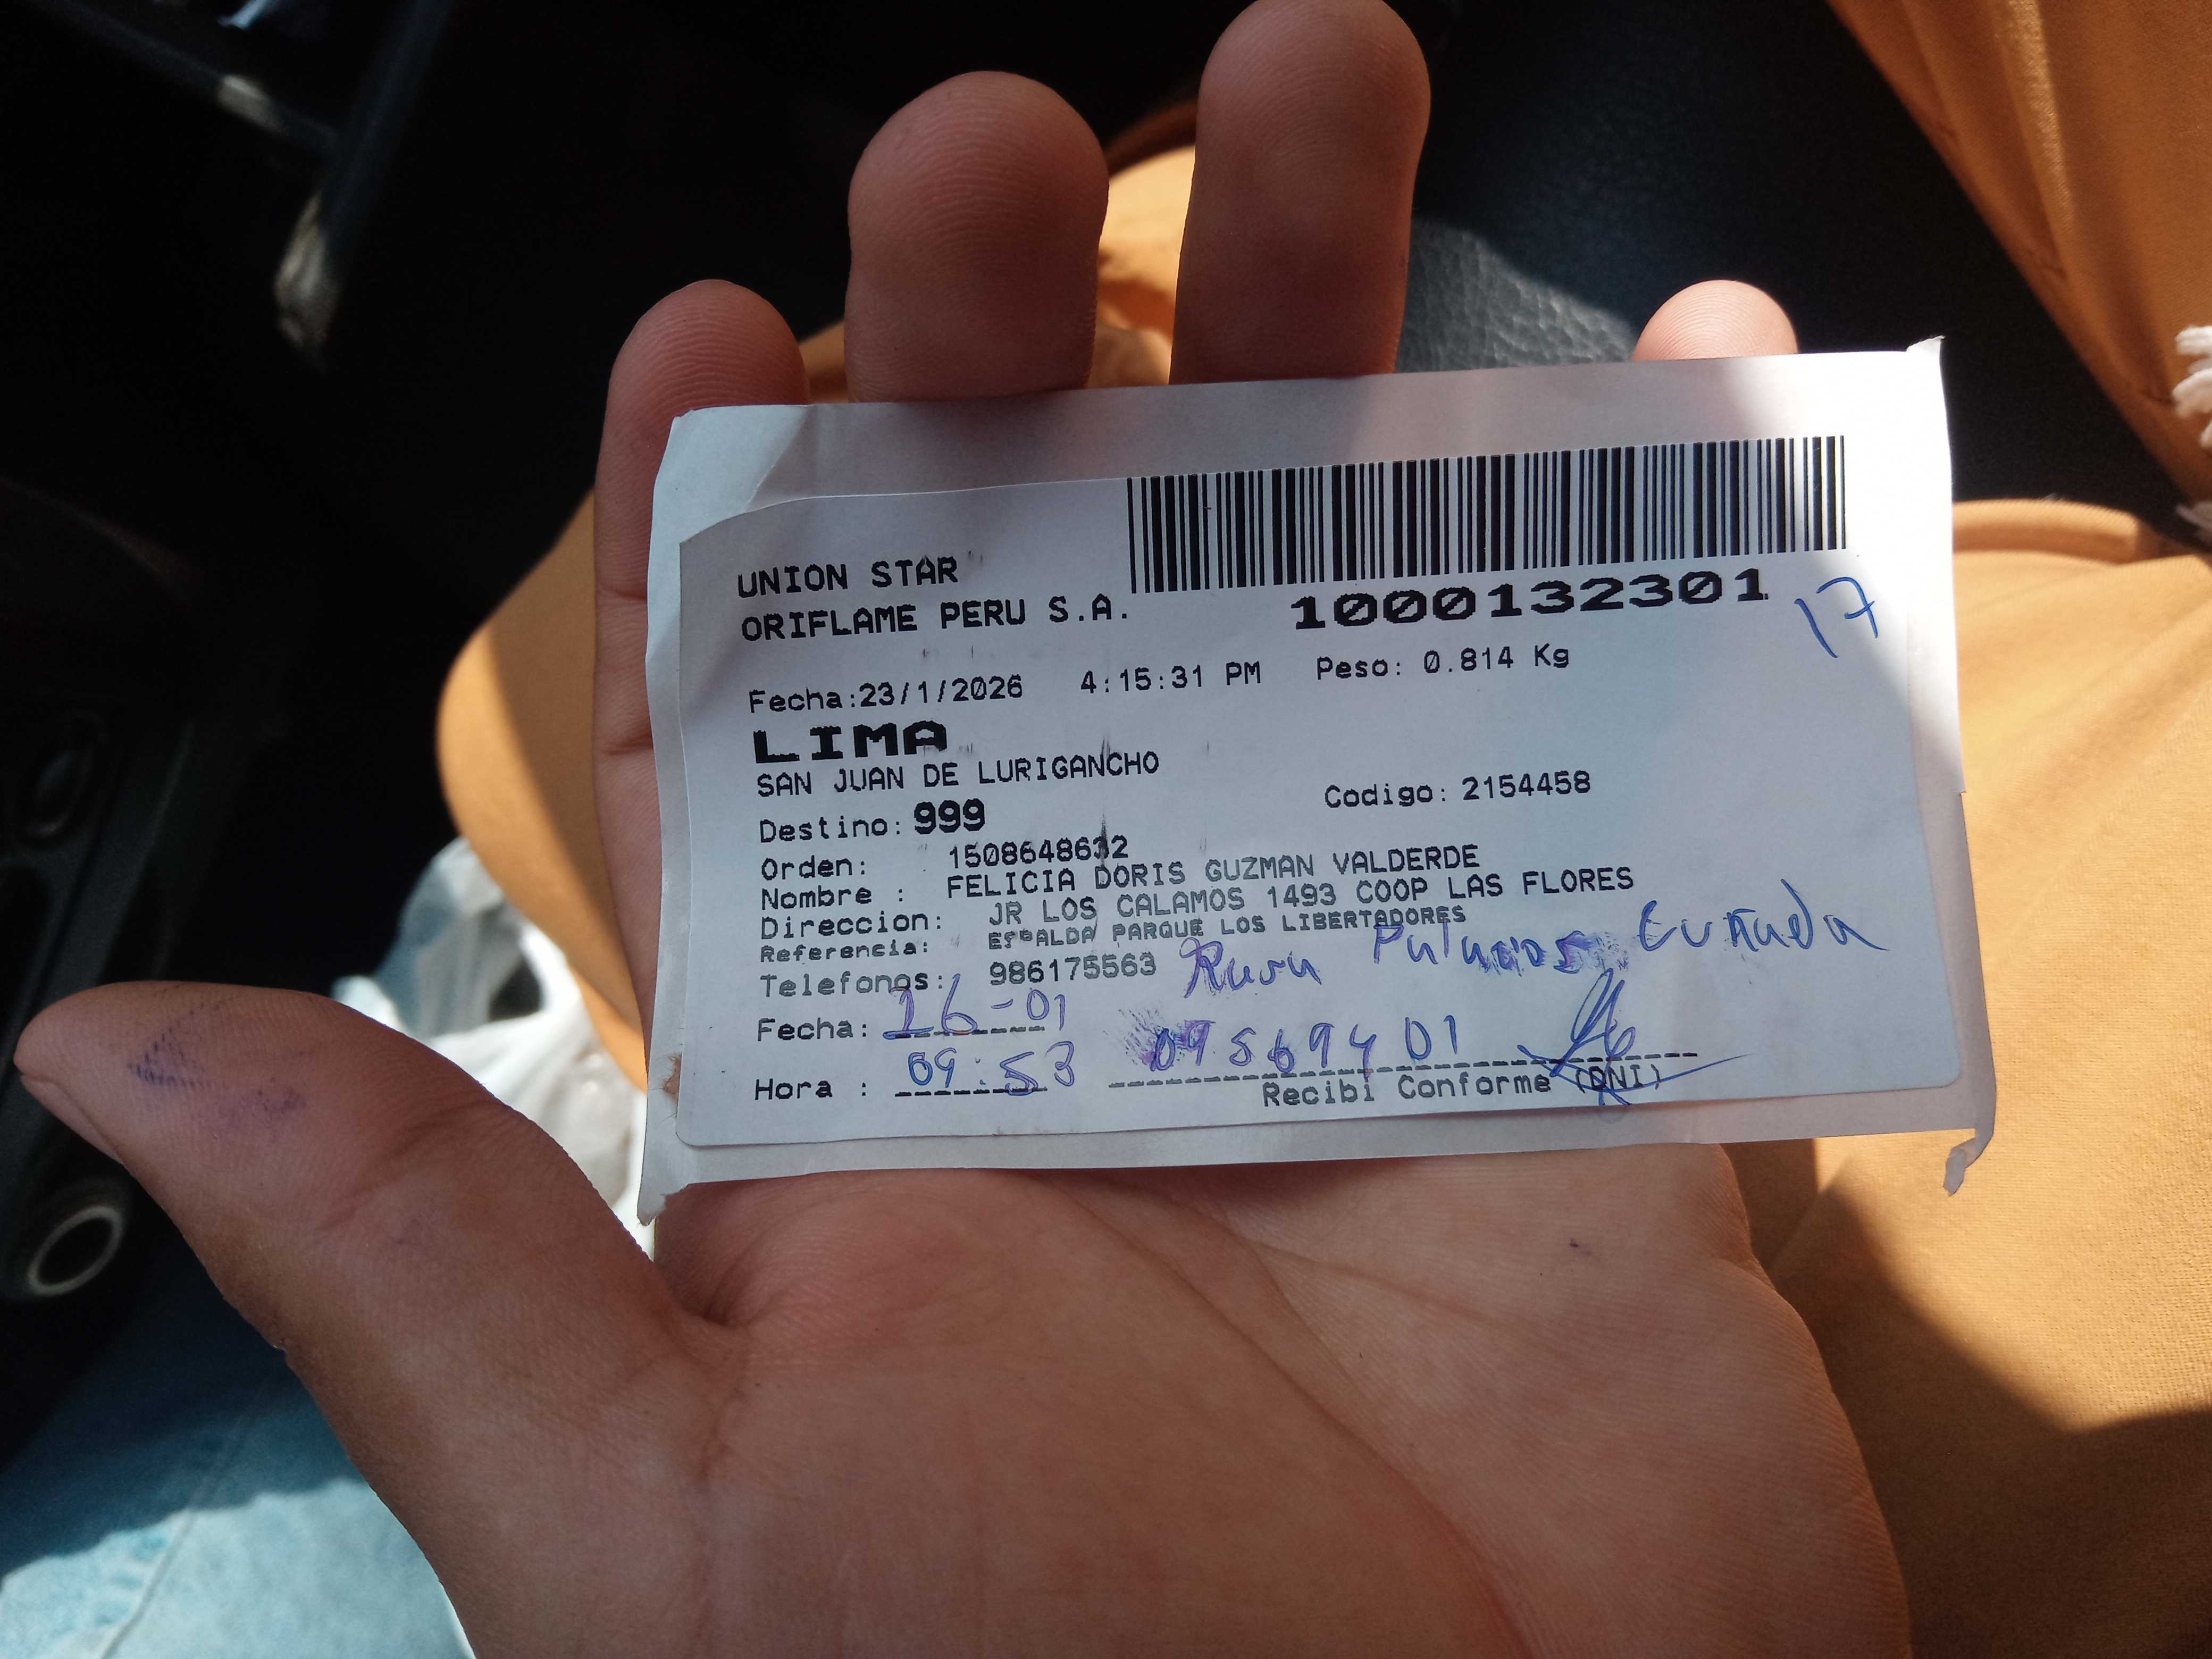 UNION STAR
ORIFLAME PERU S.A.
1000132301
17
Fecha:23/1/2026 4:15:31 PM Peso: 0.814 Kg
LIMA
SAN JUAN DE LURIGANCHO
Destino: 999 Codigo: 2154458
Orden: 1508648632
Nombre : FELICIA DORIS GUZMAN VALDERDE
Direccion: JR LOS CALAMOS 1493 COOP LAS FLORES
Referencia: ESPALDA PARQUE LOS LIBERTADORES
Telefonos: 986175563 Palacios Cuñada
Fecha: 26-01
Hora : 09:53
Recibi Conforme (DNI)